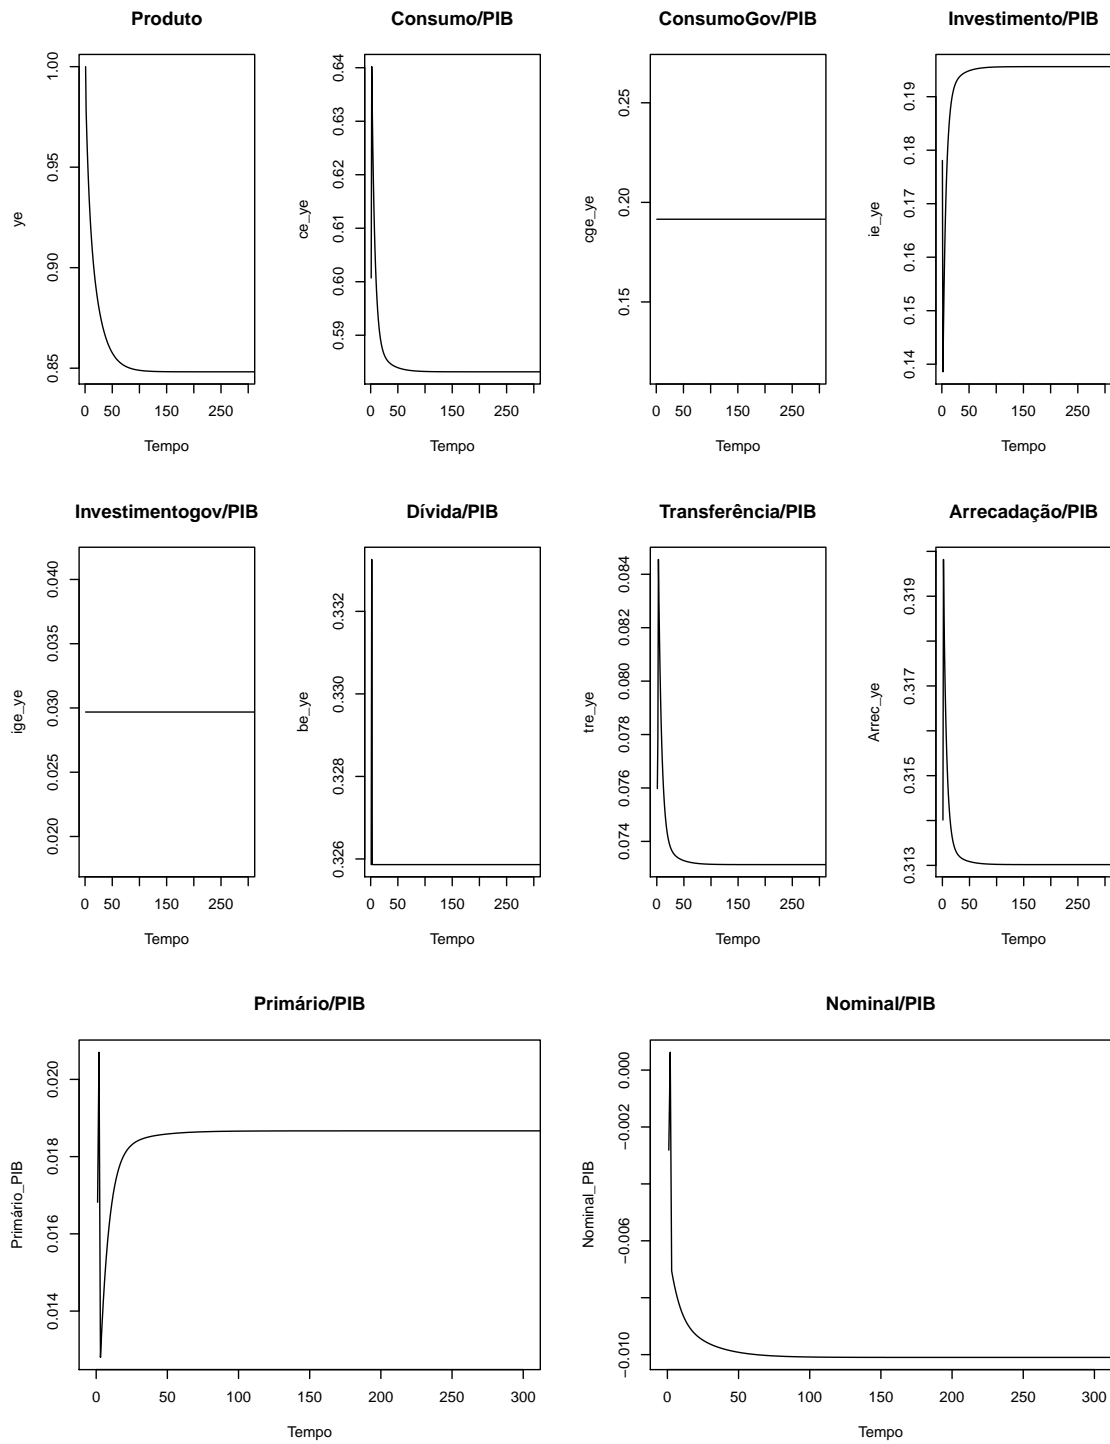 Produto
ye
0.85 0.90 0.95 1.00
0 50 150 250
Tempo
Consumo/PIB
ce_ye
0.59 0.60 0.61 0.62 0.63 0.64
0 50 150 250
Tempo
ConsumoGov/PIB
cge_ye
0.15 0.20 0.25
0 50 150 250
Tempo
Investimento/PIB
ie_ye
0.14 0.15 0.16 0.17 0.18 0.19
0 50 150 250
Tempo
Investimentogov/PIB
ige_ye
0.020 0.025 0.030 0.035 0.040
0 50 150 250
Tempo
Dívida/PIB
be_ye
0.326 0.328 0.330 0.332
0 50 150 250
Tempo
Transferência/PIB
tre_ye
0.074 0.076 0.078 0.080 0.082 0.084
0 50 150 250
Tempo
Arrecadação/PIB
Arrec_ye
0.313 0.315 0.317 0.319
0 50 150 250
Tempo
Primário/PIB
Primário_PIB
0.014 0.016 0.018 0.020
0 50 100 150 200 250 300
Tempo
Nominal/PIB
Nominal_PIB
−0.010 −0.006 −0.002 0.000
0 50 100 150 200 250 300
Tempo